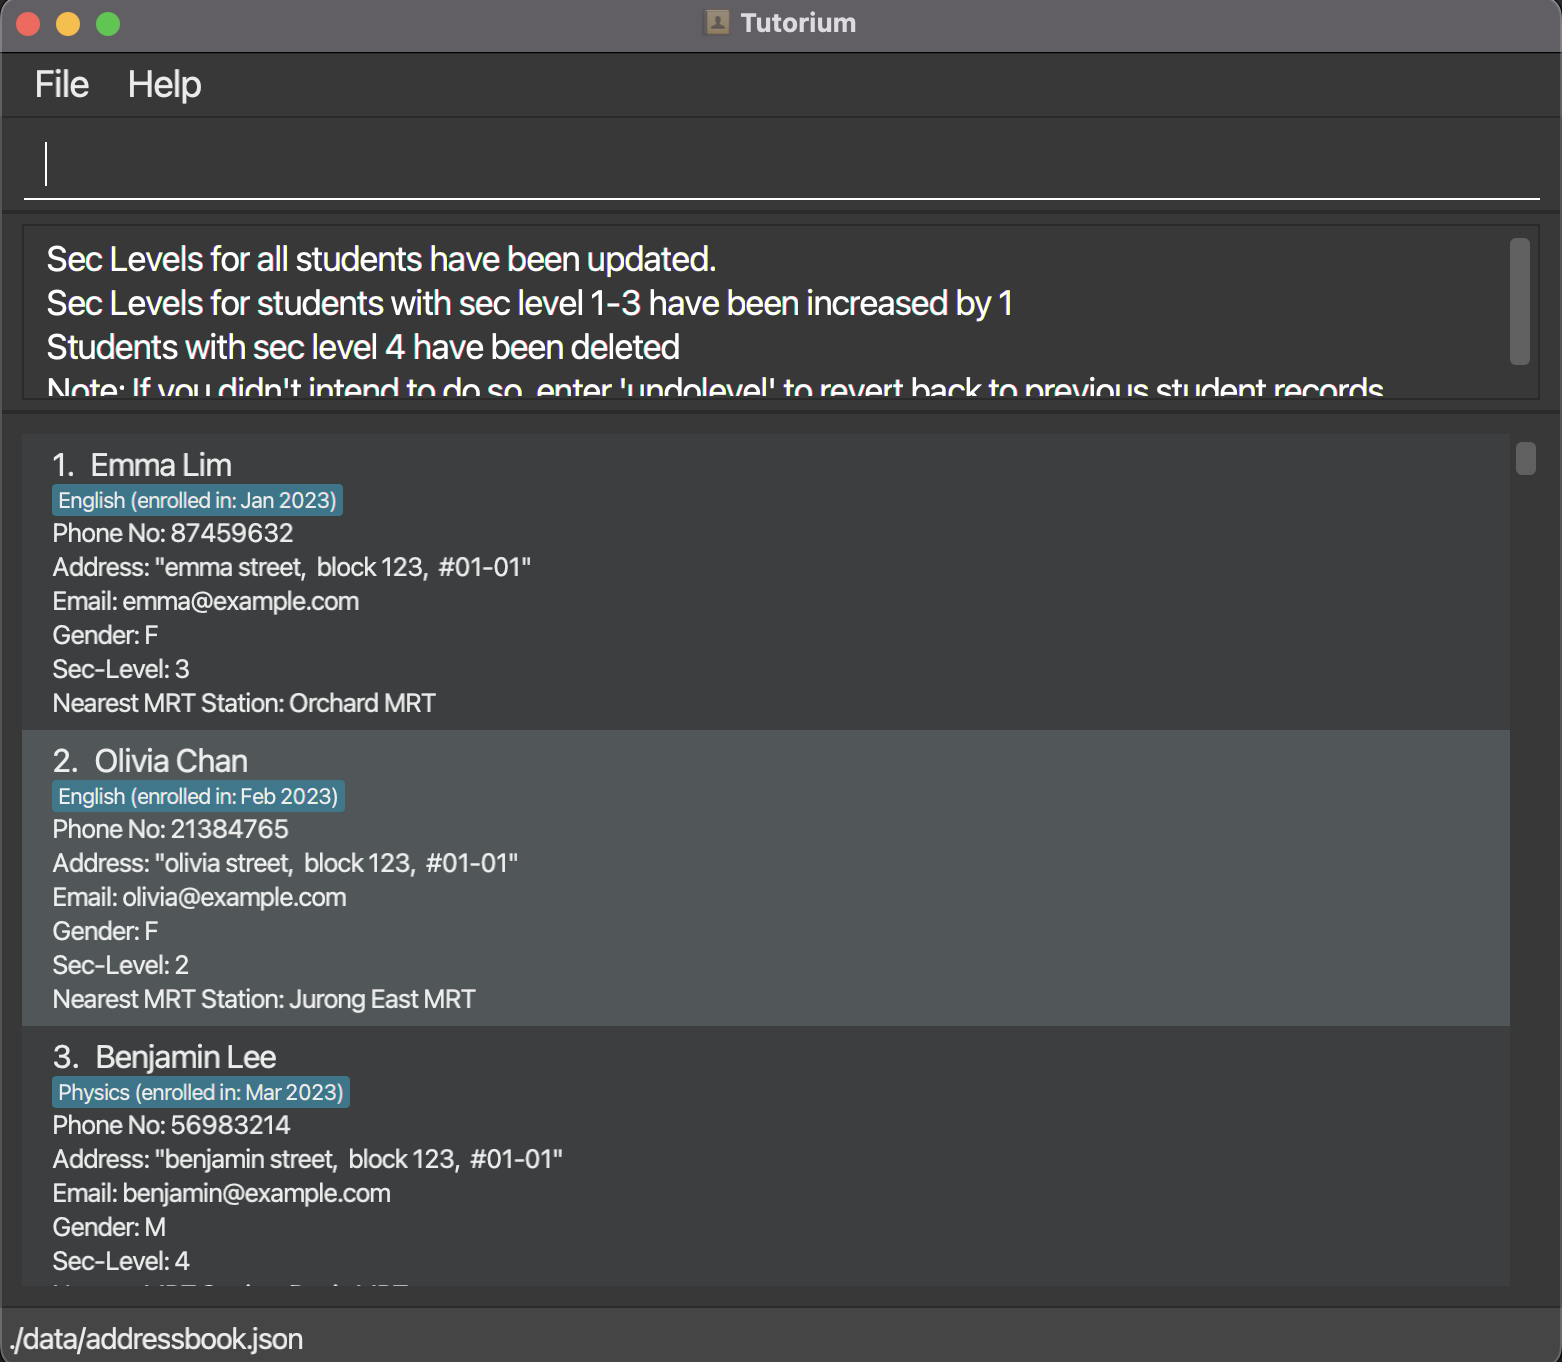 Tutorium
File Help
Sec Levels for all students have been updated.
Sec Levels for students with sec level 1-3 have been increased by 1
Students with sec level 4 have been deleted
Note: If you didn't intend to do so, enter 'undolevel' to revert back to previous student records
1. Emma Lim
English (enrolled in: Jan 2023)
Phone No: 87459632
Address: "emma street, block 123, #01-01"
Email: emma@example.com
Gender: F
Sec-Level: 3
Nearest MRT Station: Orchard MRT
2. Olivia Chan
English (enrolled in: Feb 2023)
Phone No: 21384765
Address: "olivia street, block 123, #01-01"
Email: olivia@example.com
Gender: F
Sec-Level: 2
Nearest MRT Station: Jurong East MRT
3. Benjamin Lee
Physics (enrolled in: Mar 2023)
Phone No: 56983214
Address: "benjamin street, block 123, #01-01"
Email: benjamin@example.com
Gender: M
Sec-Level: 4
./data/addressbook.json